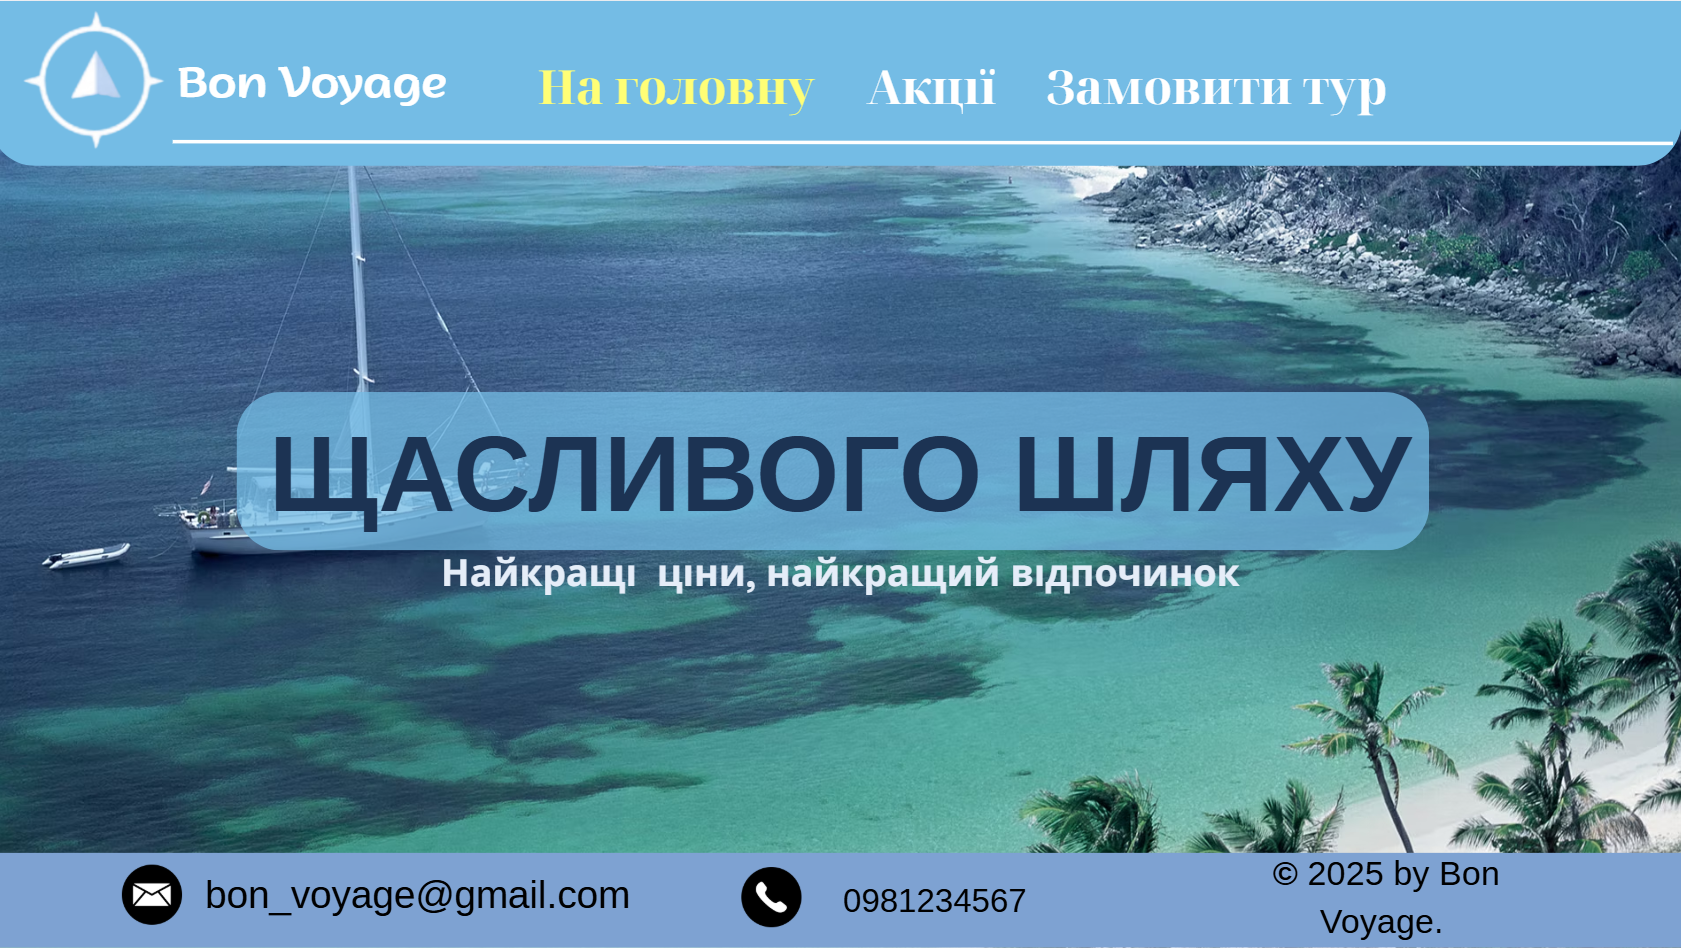 Bon Voyage
На головну Акції Замовити тур
ЩАСЛИВОГО ШЛЯХУ
Найкращі ціни, найкращий відпочинок
bon_voyage@gmail.com
0981234567
© 2025 by Bon
Voyage.